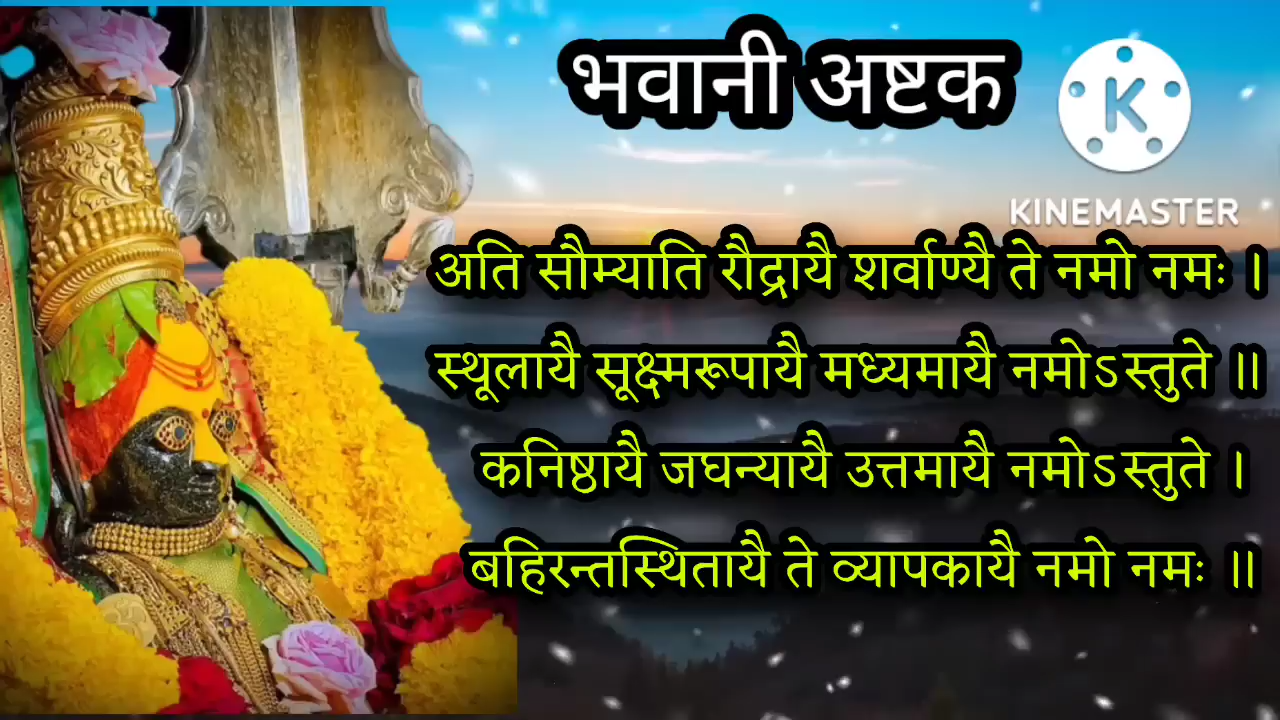 भवानी अष्टक
K
KINEMASTER
अति सौम्याति रौद्रायै शर्वाण्यै ते नमो नमः ।
स्थूलायै सूक्ष्मरूपायै मध्यमायै नमोऽस्तुते ॥
कनिष्ठायै जघन्यायै उत्तमायै नमोऽस्तुते ।
बहिरन्तस्थितायै ते व्यापकायै नमो नमः ॥